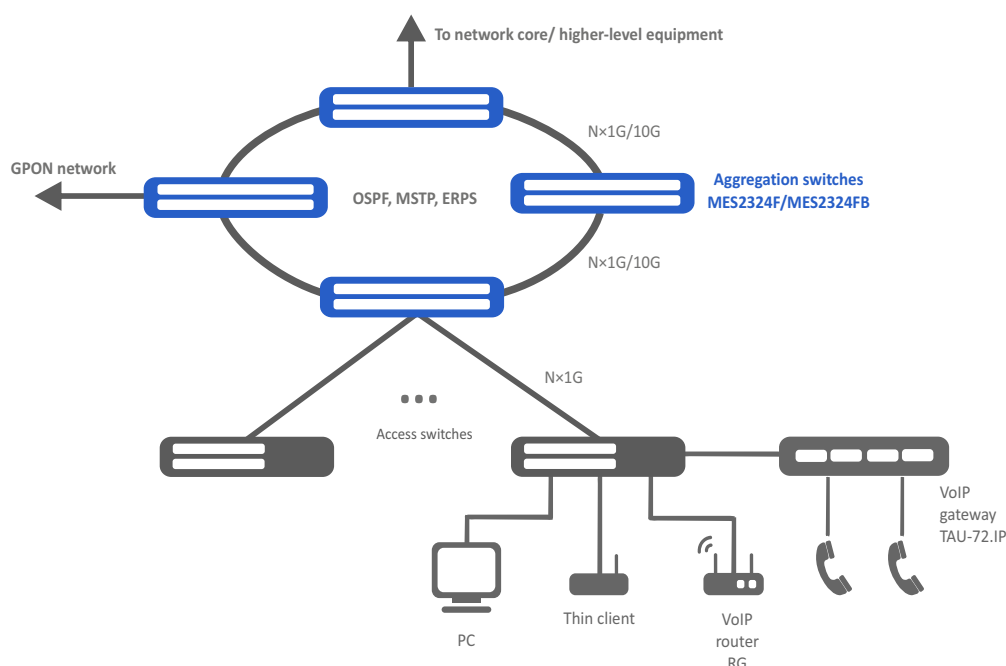 To network core/ higher-level equipment
N×1G/10G
GPON network
OSPF, MSTP, ERPS
Aggregation switches
MES2324F/MES2324FB
N×1G/10G
N×1G
Access switches
VoIP
gateway
TAU-72.IP
PC
Thin client
VoIP
router
RG